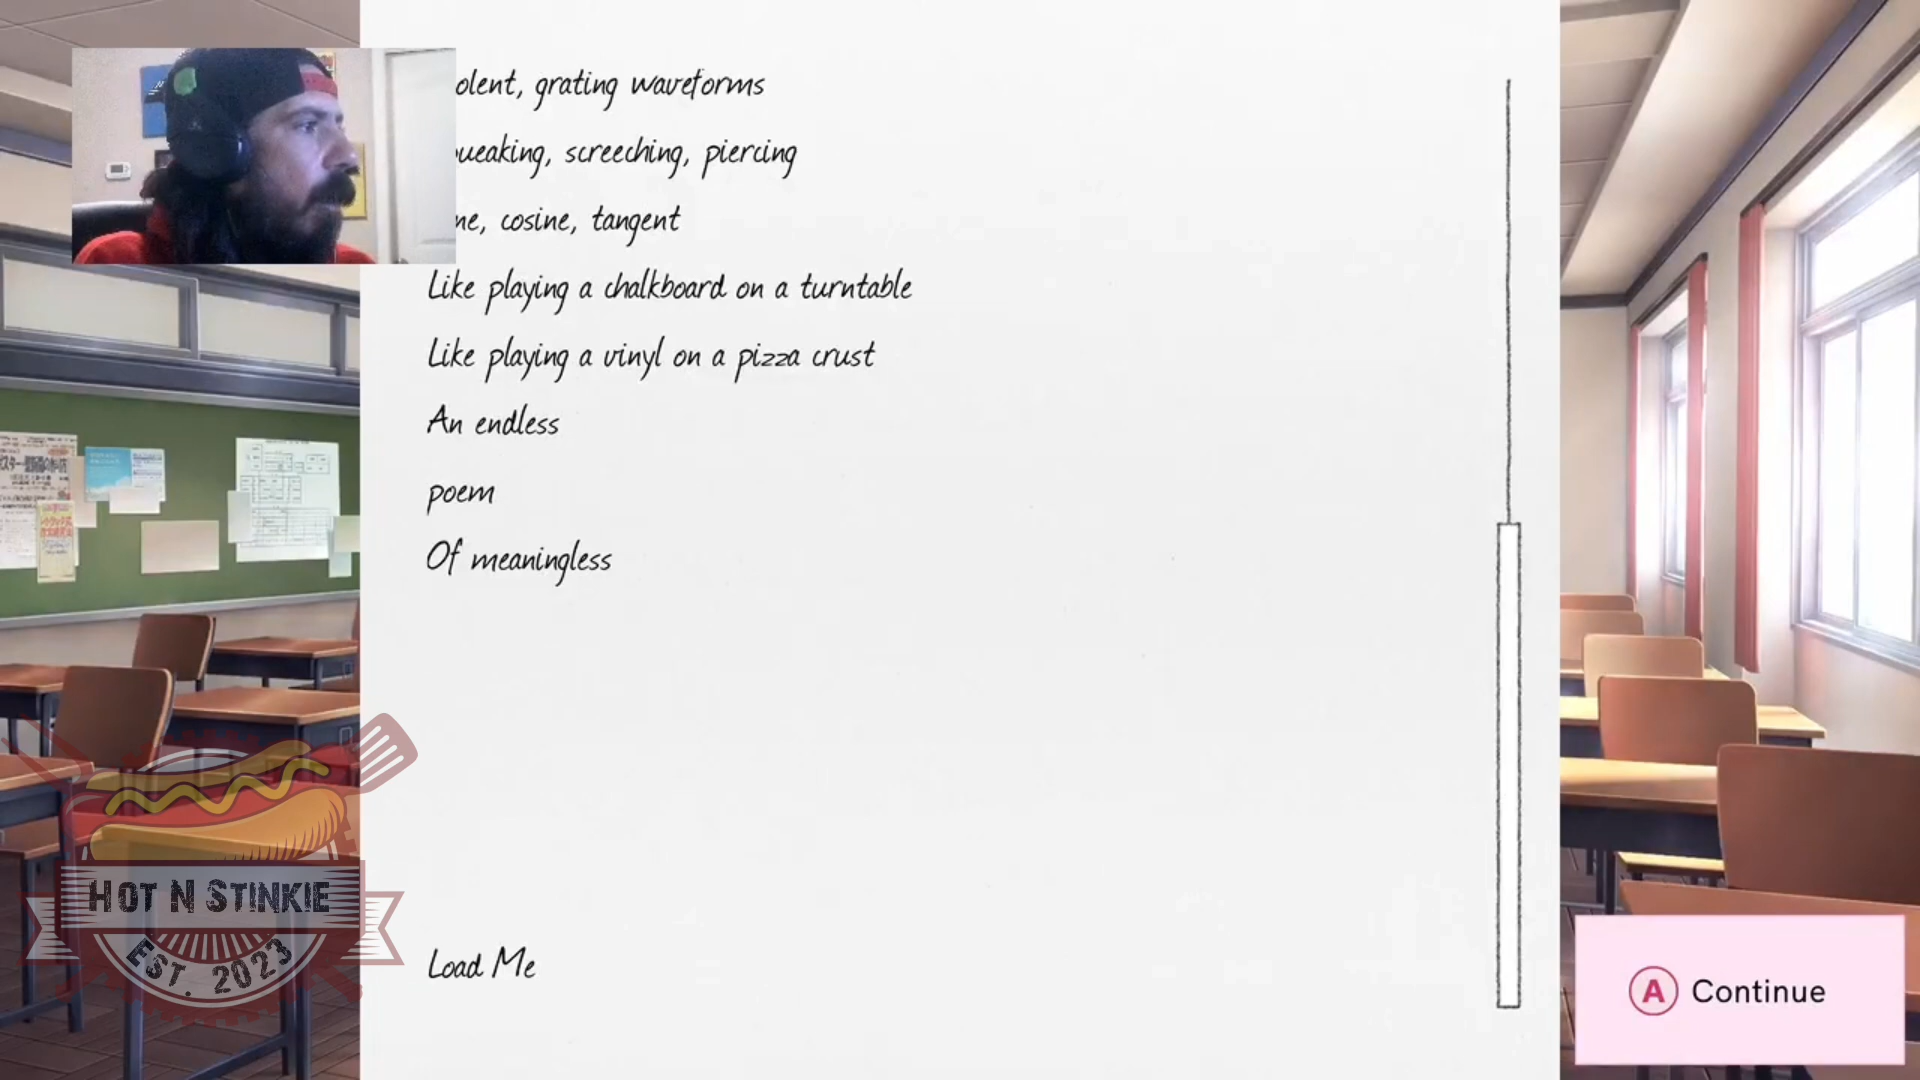 olent, grating waveforms
ueaking, screeching, piercing
ne, cosine, tangent
Like playing a chalkboard on a turntable
Like playing a vinyl on a pizza crust
An endless
poem
Of meaningless
Load Me
HOT N STINKIE
EST. 2023
A Continue